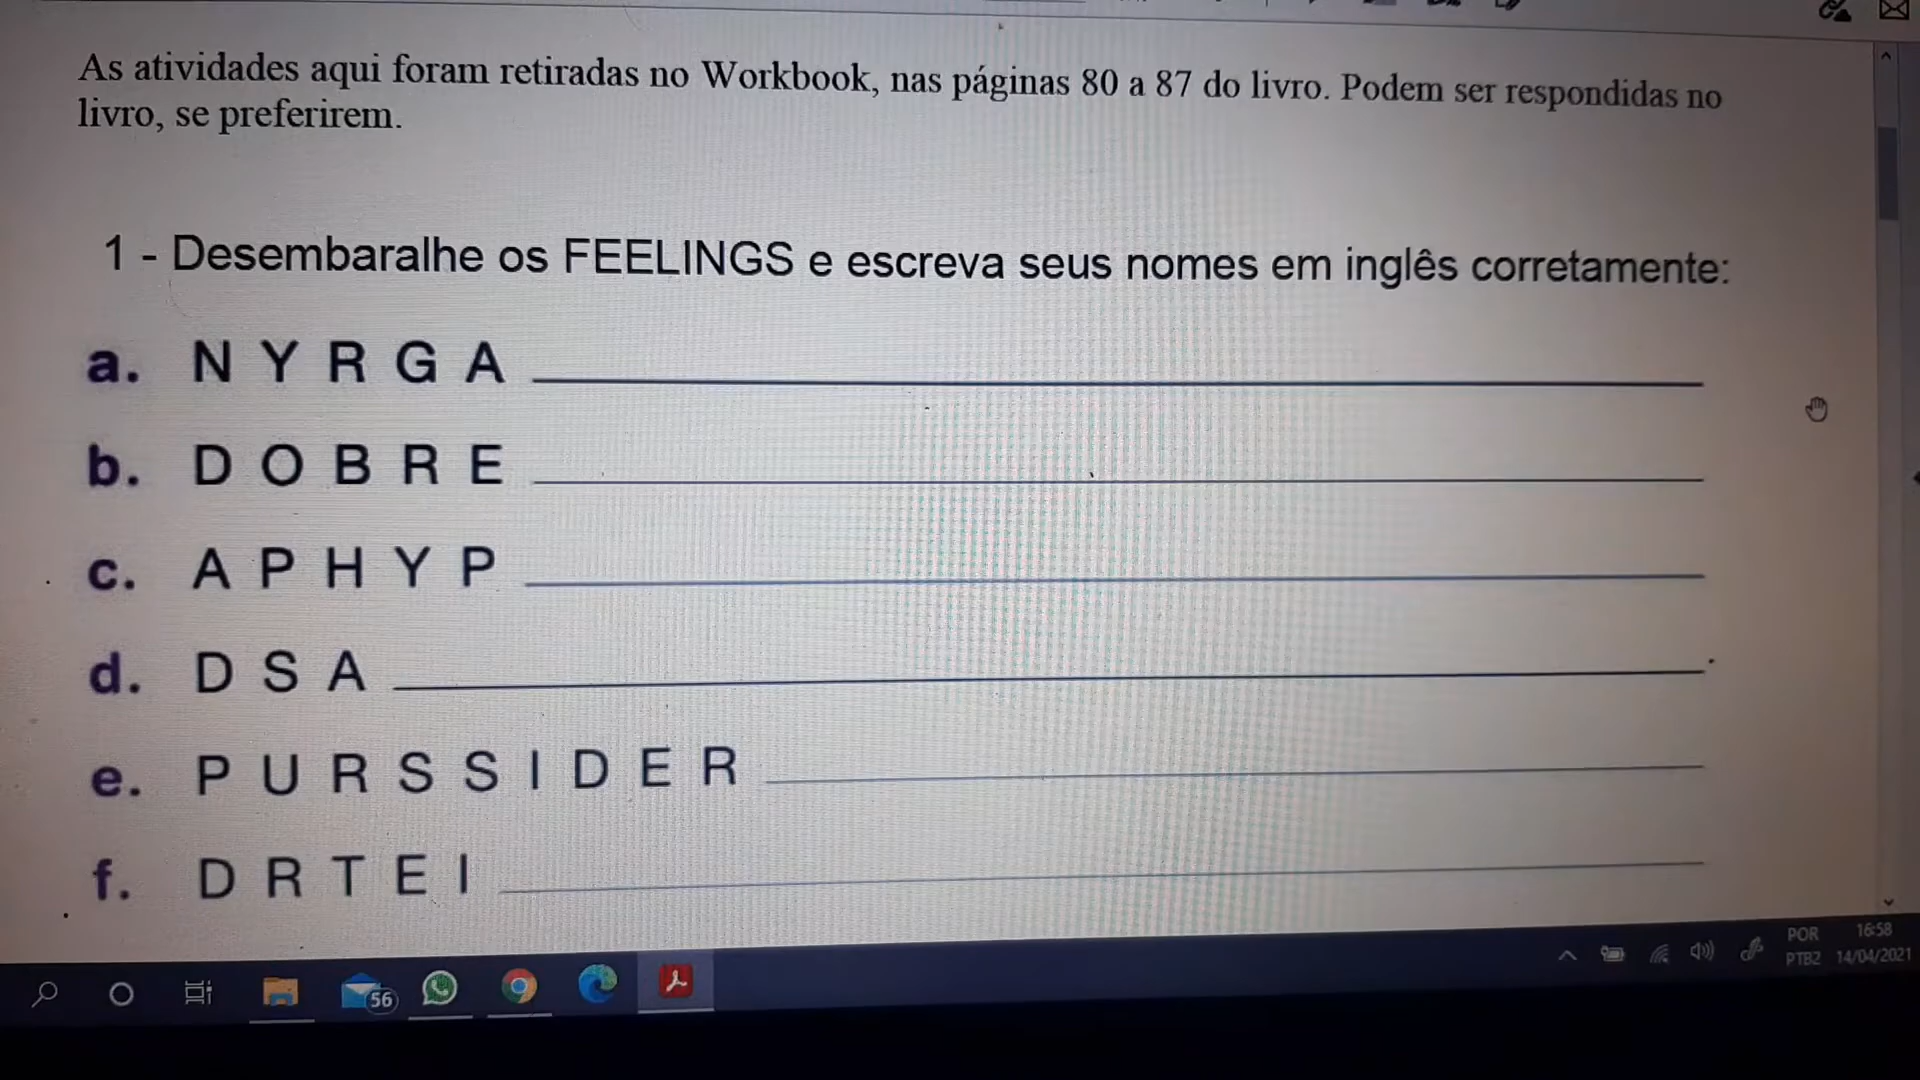 As atividades aqui foram retiradas no Workbook, nas páginas 80 a 87 do livro. Podem ser respondidas no
livro, se preferirem.
1 - Desembaralhe os FEELINGS e escreva seus nomes em inglês corretamente:
a. N Y R G A
b. D O B R E
c. A P H Y P
d. D S A
e. P U R S S I D E R
f. D R T E I
POR 16:58
PTB2 14/04/2021
56